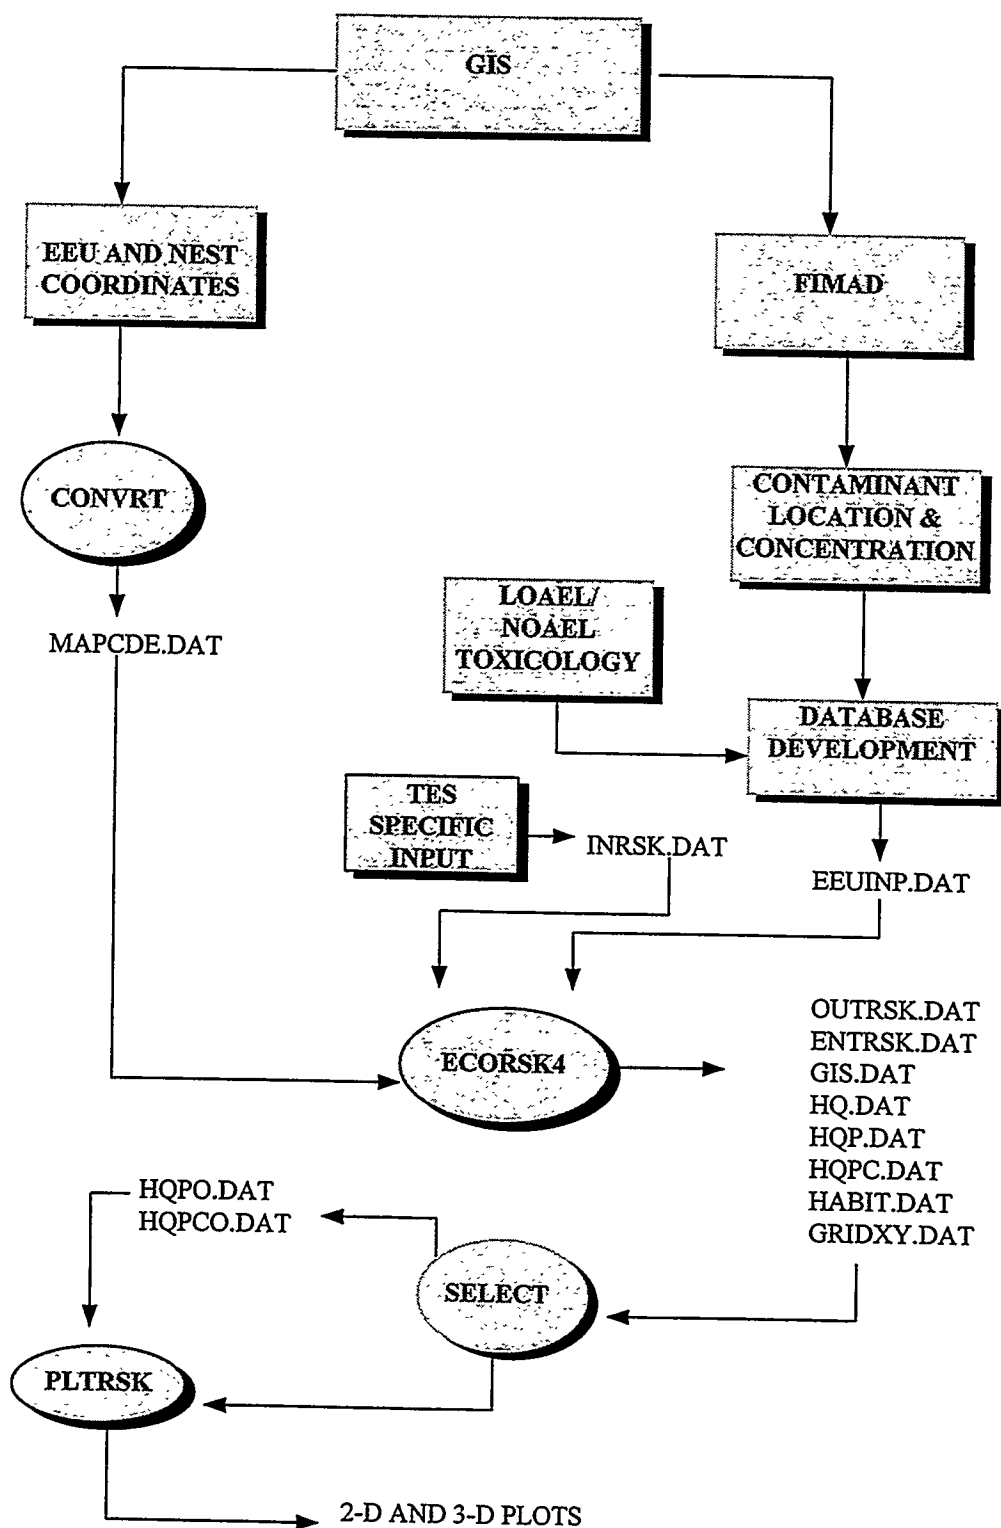 GIS
EEU AND NEST
COORDINATES
FIMAD
CONVRT
CONTAMINANT
LOCATION &
CONCENTRATION
LOAEL/
NOAEL
TOXICOLOGY
MAPCDE.DAT
DATABASE
DEVELOPMENT
TES
SPECIFIC
INPUT
INRSK.DAT
EEUINP.DAT
ECORSK4
OUTRSK.DAT
ENTRSK.DAT
GIS.DAT
HQ.DAT
HQP.DAT
HQPC.DAT
HABIT.DAT
GRIDXY.DAT
HQPO.DAT
HQPCO.DAT
SELECT
PLTRSK
2-D AND 3-D PLOTS